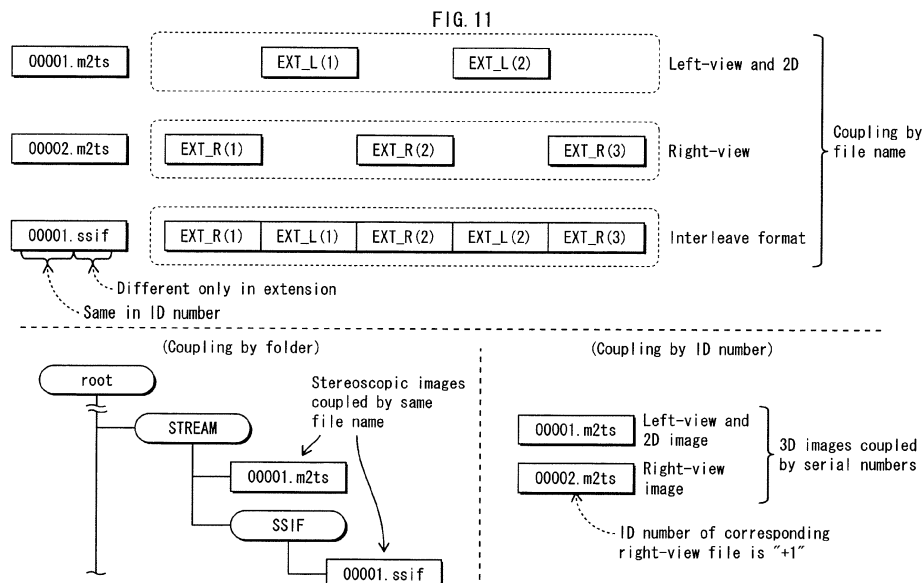 FIG. 11
00001.m2ts
EXT_L(1)
EXT_L(2)
Left-view and 2D
00002.m2ts
EXT_R(1)
EXT_R(2)
EXT_R(3)
Right-view
Coupling by
file name
00001.ssif
EXT_R(1)
EXT_L(1)
EXT_R(2)
EXT_L(2)
EXT_R(3)
Interleave format
Different only in extension
Same in ID number
(Coupling by folder)
root
STREAM
00001.m2ts
SSIF
00001.ssif
Stereoscopic images
coupled by same
file name
(Coupling by ID number)
00001.m2ts
Left-view and
2D image
00002.m2ts
Right-view
image
3D images coupled
by serial numbers
ID number of corresponding
right-view file is "+1"